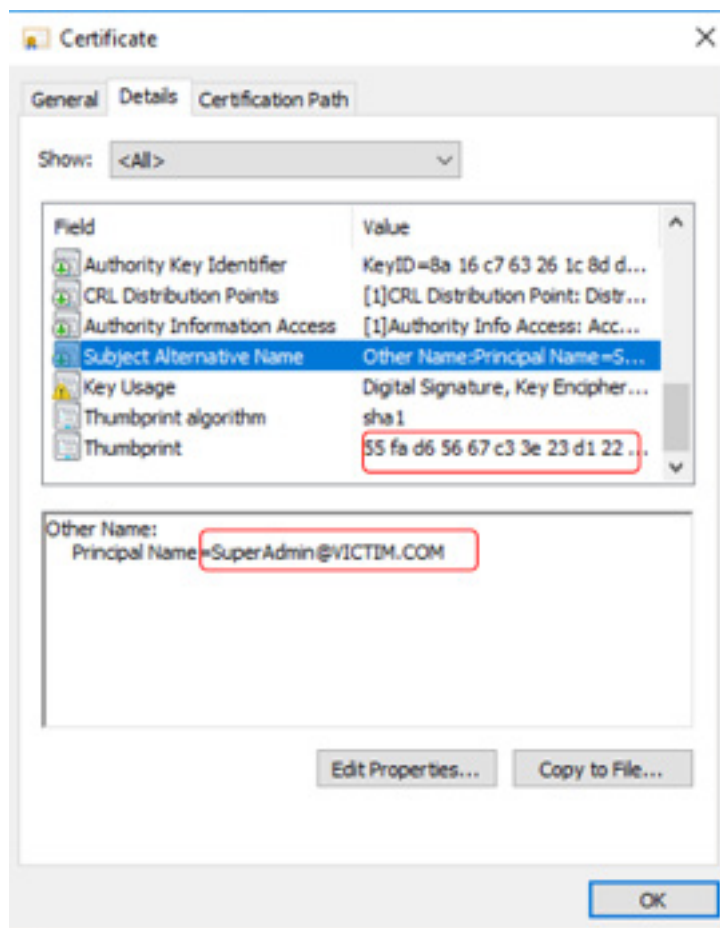 Certificate
General Details Certification Path
Show: <All>
Field Value
Authority Key Identifier KeyID=8a 16 c7 63 26 1c 8d d...
CRL Distribution Points [1]CRL Distribution Point: Distr...
Authority Information Access [1]Authority Info Access: Acc...
Subject Alternative Name Other Name:Principal Name=S...
Key Usage Digital Signature, Key Encipher...
Thumbprint algorithm sha1
Thumbprint 55 fa d6 56 67 c3 3e 23 d1 22 ...
Other Name:
Principal Name=SuperAdmin@VICTIM.COM
Edit Properties... Copy to File...
OK